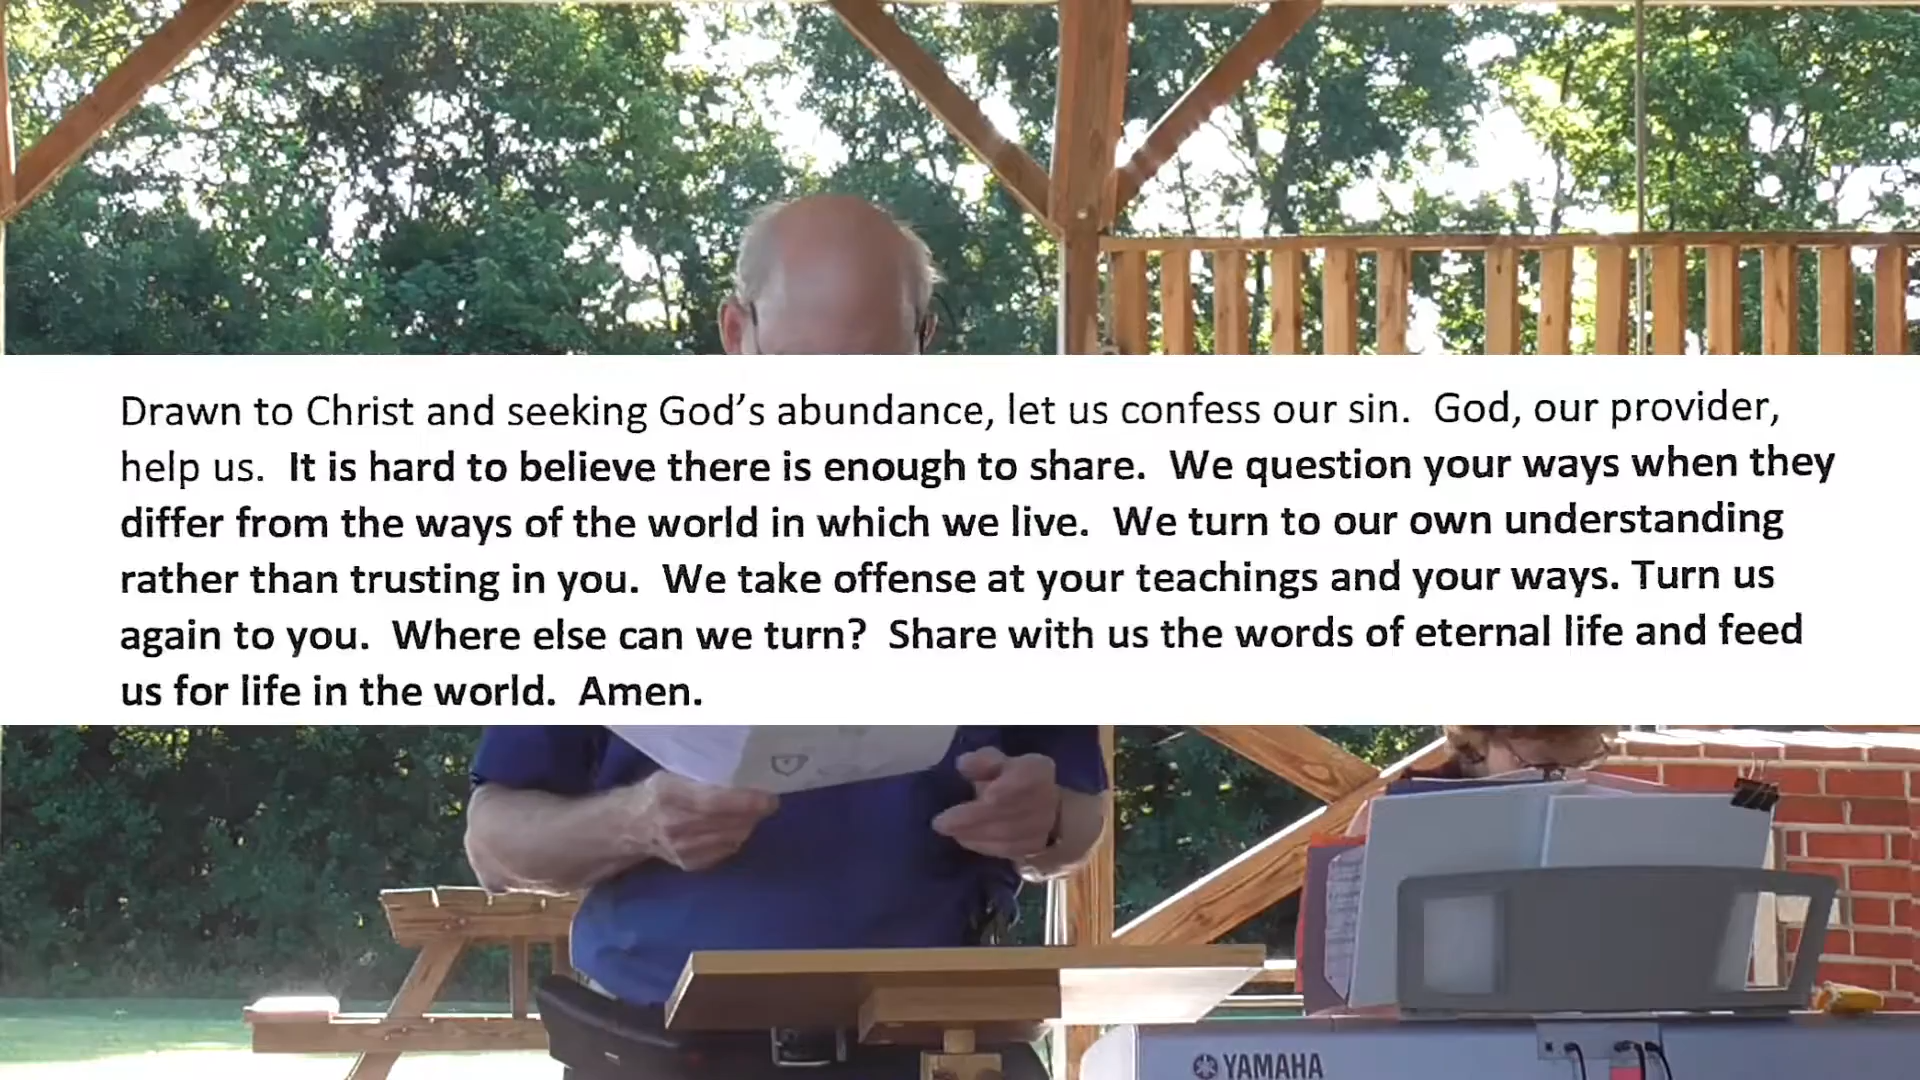 Drawn to Christ and seeking God’s abundance, let us confess our sin.  God, our provider,
help us.  It is hard to believe there is enough to share.  We question your ways when they
differ from the ways of the world in which we live.  We turn to our own understanding
rather than trusting in you.  We take offense at your teachings and your ways. Turn us
again to you.  Where else can we turn?  Share with us the words of eternal life and feed
us for life in the world.  Amen.
YAMAHA